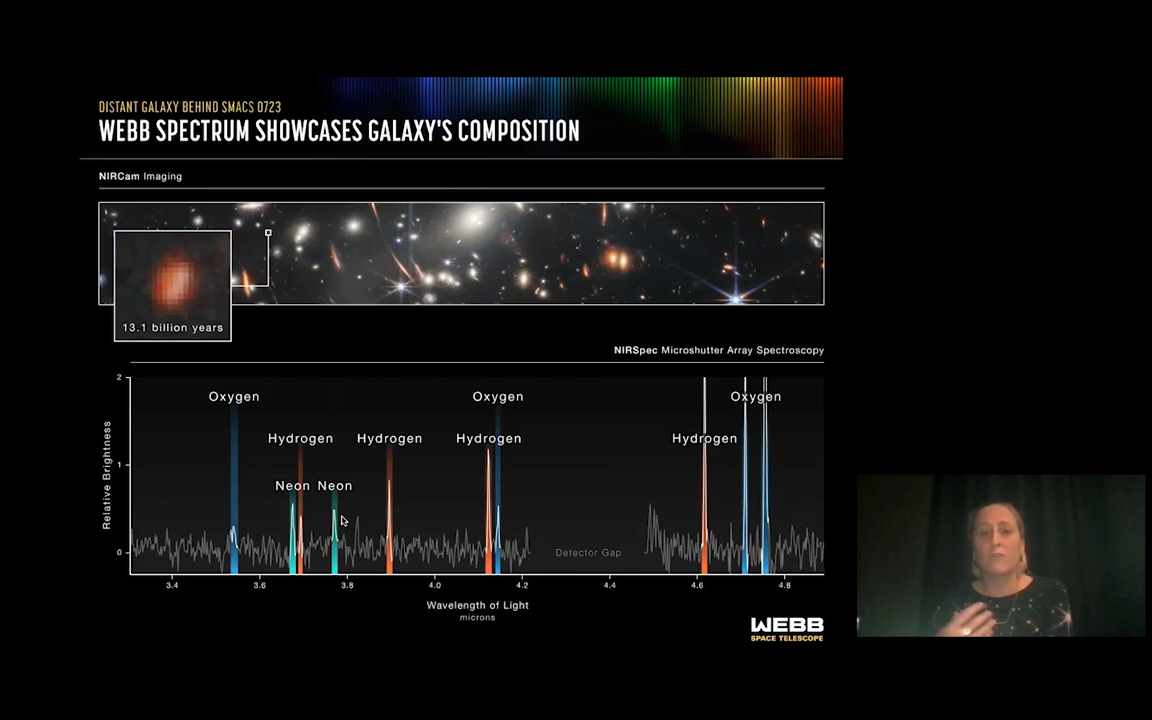 DISTANT GALAXY BEHIND SMACS 0723
WEBB SPECTRUM SHOWCASES GALAXY'S COMPOSITION
NIRCam Imaging
13.1 billion years
NIRSpec Microshutter Array Spectroscopy
2
Oxygen Oxygen Oxygen
Hydrogen Hydrogen Hydrogen Hydrogen
1
Neon Neon
Relative Brightness
0
Detector Gap
3.4 3.6 3.8 4.0 4.2 4.4 4.6 4.8
Wavelength of Light
microns
WEBB
SPACE TELESCOPE